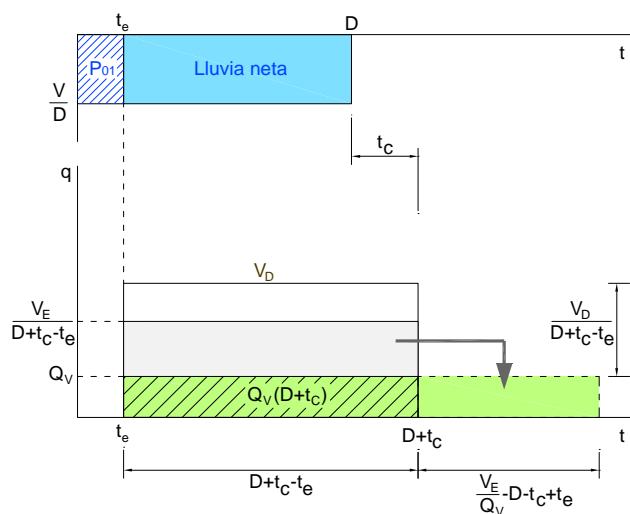 t_e D
P_01 Lluvia neta t
V/D
t_c
q
V_D
V_E/D+t_c-t_e V_D/D+t_c-t_e
Q_V Q_V(D+t_C)
t_e D+t_c t
D+t_c-t_e V_E/Q_V-D-t_c+t_e